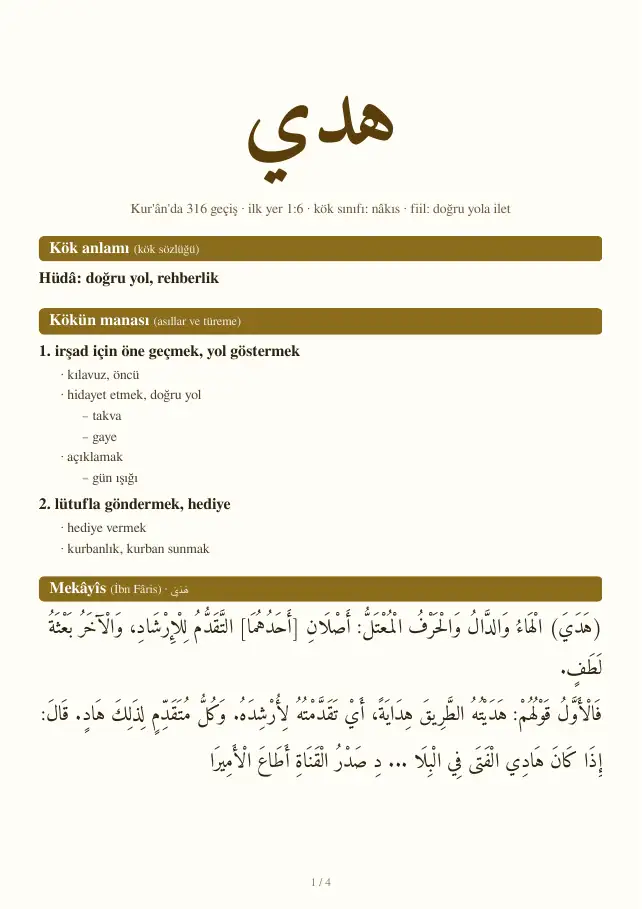 هدي
Kur'ân'da 316 geçiş · ilk yer 1:6 · kök sınıfı: nâkıs · fiil: doğru yola ilet
Kök anlamı (kök sözlüğü)
Hüdâ: doğru yol, rehberlik
Kökün manası (asıllar ve türeme)
1. irşad için öne geçmek, yol göstermek
· kılavuz, öncü
· hidayet etmek, doğru yol
– takva
– gaye
· açıklamak
– gün ışığı
2. lütufla göndermek, hediye
· hediye vermek
· kurbanlık, kurban sunmak
Mekâyîs (İbn Fâris) · هَدَيَ
(هَدَيَ) الْهَاءُ وَالدَّالُ وَالْحَرْفُ الْمُعْتَلُّ: أَصْلَانِ [أَحَدُهُمَا] التَّقَدُّمُ لِلْإِرْشَادِ، وَالْآخَرُ بَعْثَةُ
لَطَفٍ.
فَالْأَوَّلُ قَوْلُهُمْ: هَدَيْتُهُ الطَّرِيقَ هِدَايَةً، أَيْ تَقَدَّمْتُهُ لِأُرْشِدَهُ. وَكُلُّ مُتَقَدِّمٍ لِذَلِكَ هَادٍ. قَالَ:
إِذَا كَانَ هَادِي الْفَتَى فِي الْبِلَا ... دِ صَدْرُ الْقَنَاةِ أَطَاعَ الْأَمِيرَا
1 / 4